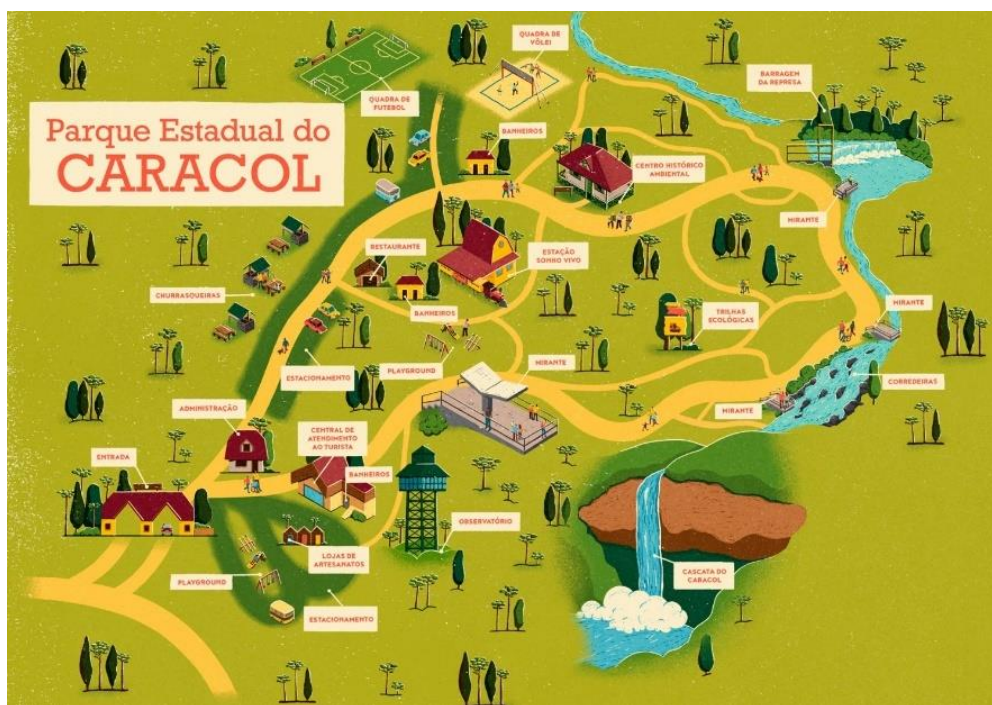 Parque Estadual do
CARACOL
QUADRA DE
VÔLEI
QUADRA DE
FUTEBOL
BARRAGEM
DA REPRESA
BANHEIROS
CENTRO HISTÓRICO
AMBIENTAL
MIRANTE
RESTAURANTE
ESTAÇÃO
SONHO VIVO
CHURRASQUEIRAS
BANHEIROS
TRILHAS
ECOLÓGICAS
MIRANTE
ESTACIONAMENTO
PLAYGROUND
MIRANTE
CORREDEIRAS
ADMINISTRAÇÃO
MIRANTE
CENTRAL DE
ATENDIMENTO
AO TURISTA
ENTRADA
BANHEIROS
OBSERVATÓRIO
LOJAS DE
ARTESANATOS
CASCATA DO
CARACOL
PLAYGROUND
ESTACIONAMENTO